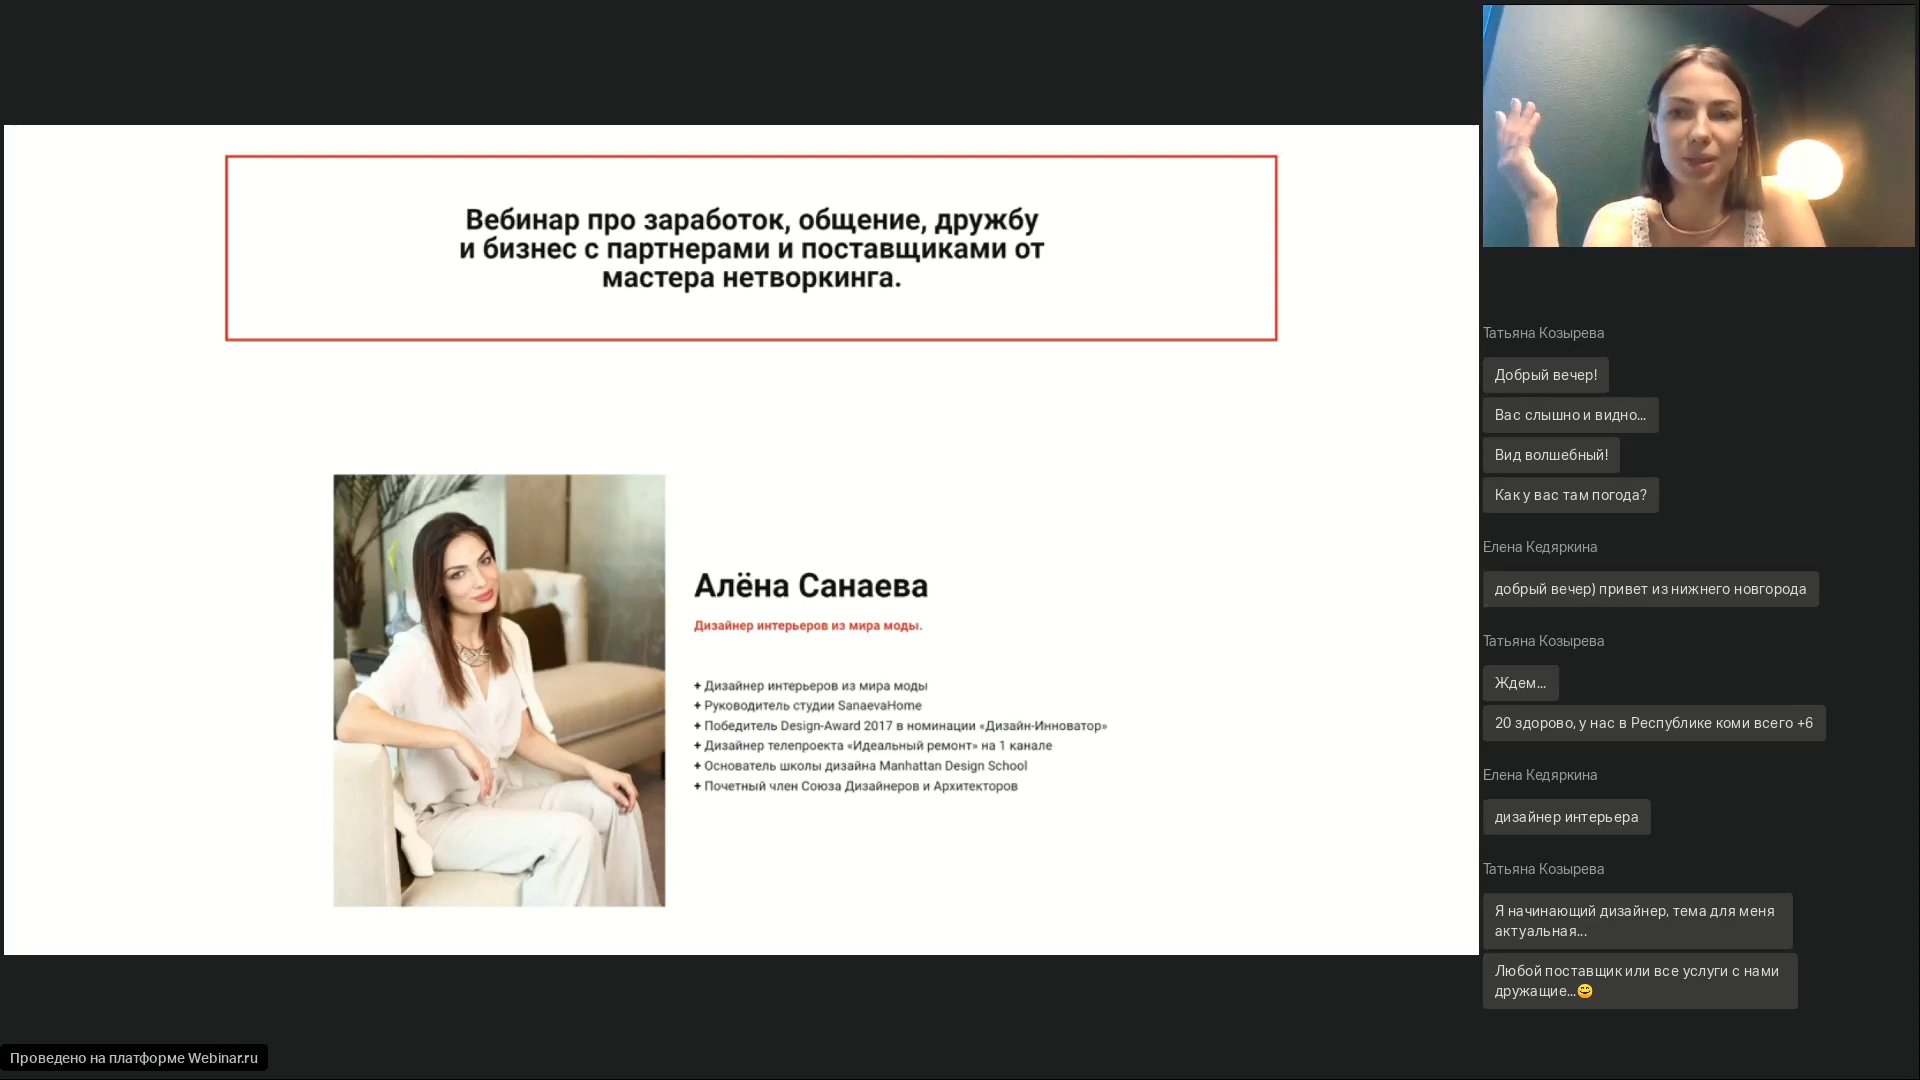 Вебинар про заработок, общение, дружбу
и бизнес с партнерами и поставщиками от
мастера нетворкинга.
Алёна Санаева
Дизайнер интерьеров из мира моды.
+ Дизайнер интерьеров из мира моды
+ Руководитель студии SanaevaHome
+ Победитель Design-Award 2017 в номинации «Дизайн-Инноватор»
+ Дизайнер телепроекта «Идеальный ремонт» на 1 канале
+ Основатель школы дизайна Manhattan Design School
+ Почетный член Союза Дизайнеров и Архитекторов
Татьяна Козырева
Добрый вечер!
Вас слышно и видно...
Вид волшебный!
Как у вас там погода?
Елена Кедяркина
добрый вечер) привет из нижнего новгорода
Татьяна Козырева
Ждем...
20 здорово, у нас в Республике коми всего +6
Елена Кедяркина
дизайнер интерьера
Татьяна Козырева
Я начинающий дизайнер, тема для меня
актуальная...
Любой поставщик или все услуги с нами
дружащие...😄
Проведено на платформе Webinar.ru